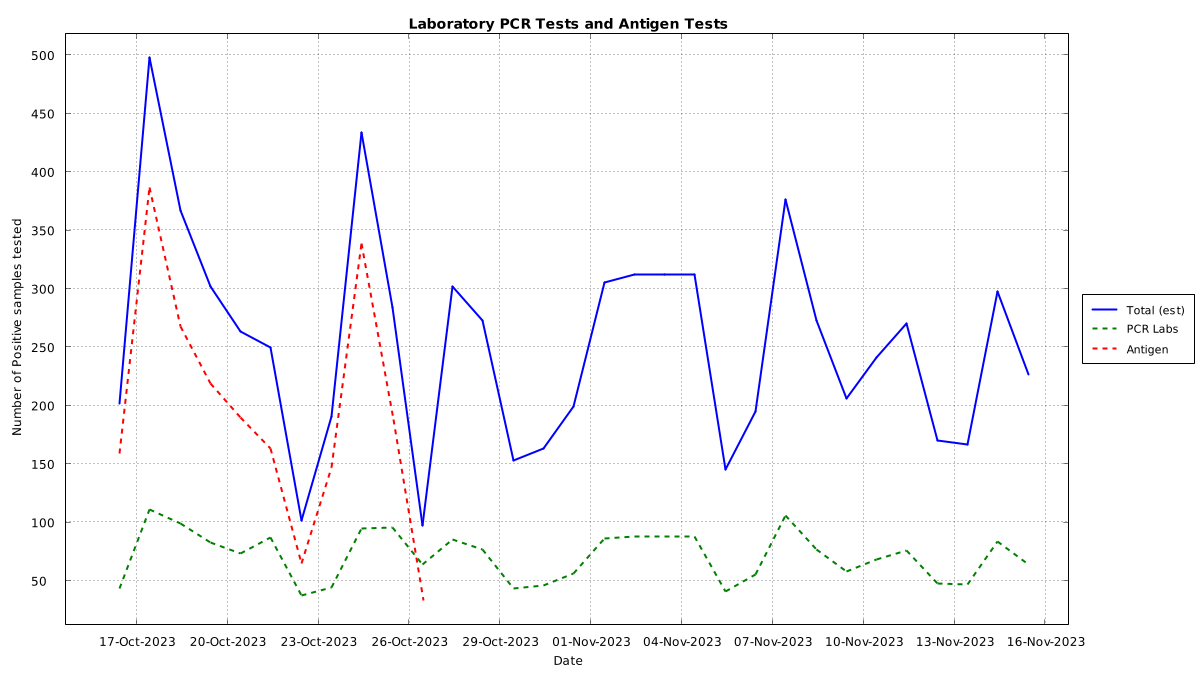 Laboratory PCR Tests and Antigen Tests
500
450
400
350
300
250
200
150
100
50
Number of Positive samples tested
17-Oct-2023 20-Oct-2023 23-Oct-2023 26-Oct-2023 29-Oct-2023 01-Nov-2023 04-Nov-2023 07-Nov-2023 10-Nov-2023 13-Nov-2023 16-Nov-2023
Date
Total (est)
PCR Labs
Antigen